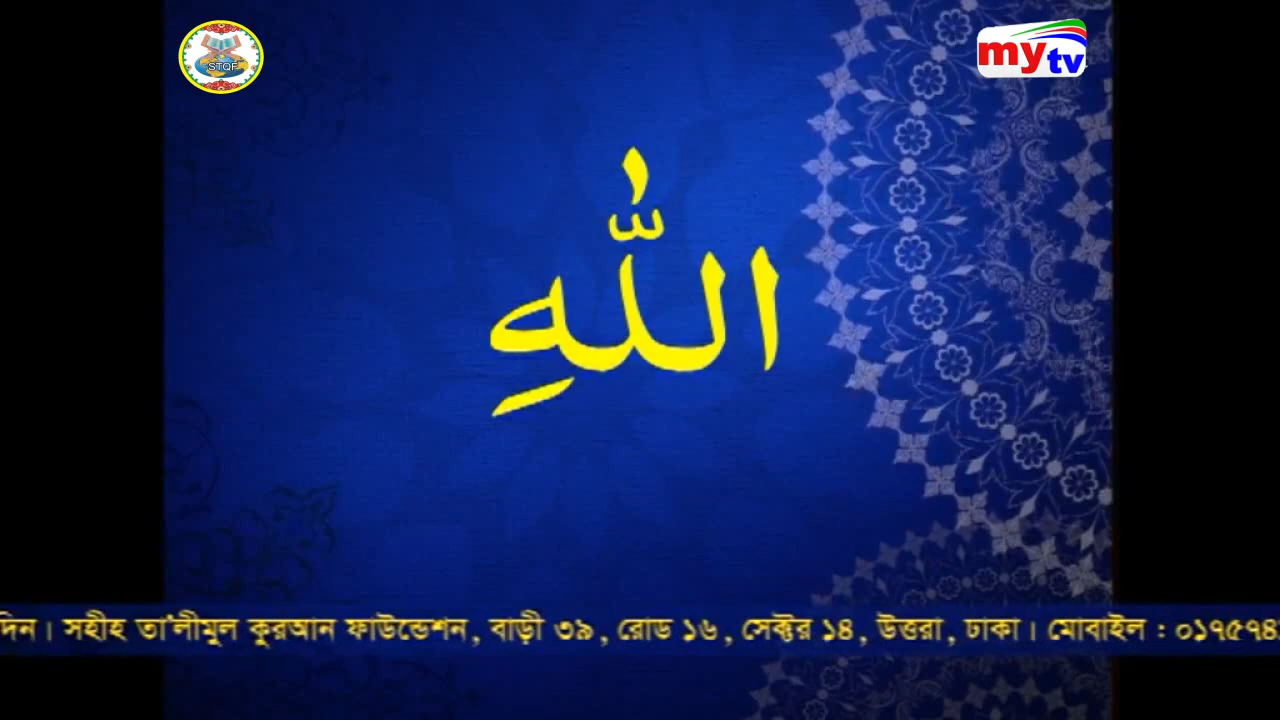 STQF
my tv
اللّٰهِ
দিন। সহীহ তা'লীমুল কুরআন ফাউন্ডেশন, বাড়ী ৩৯, রোড ১৬, সেক্টর ১৪, উত্তরা, ঢাকা। মোবাইল : ০১৭৫৭৪